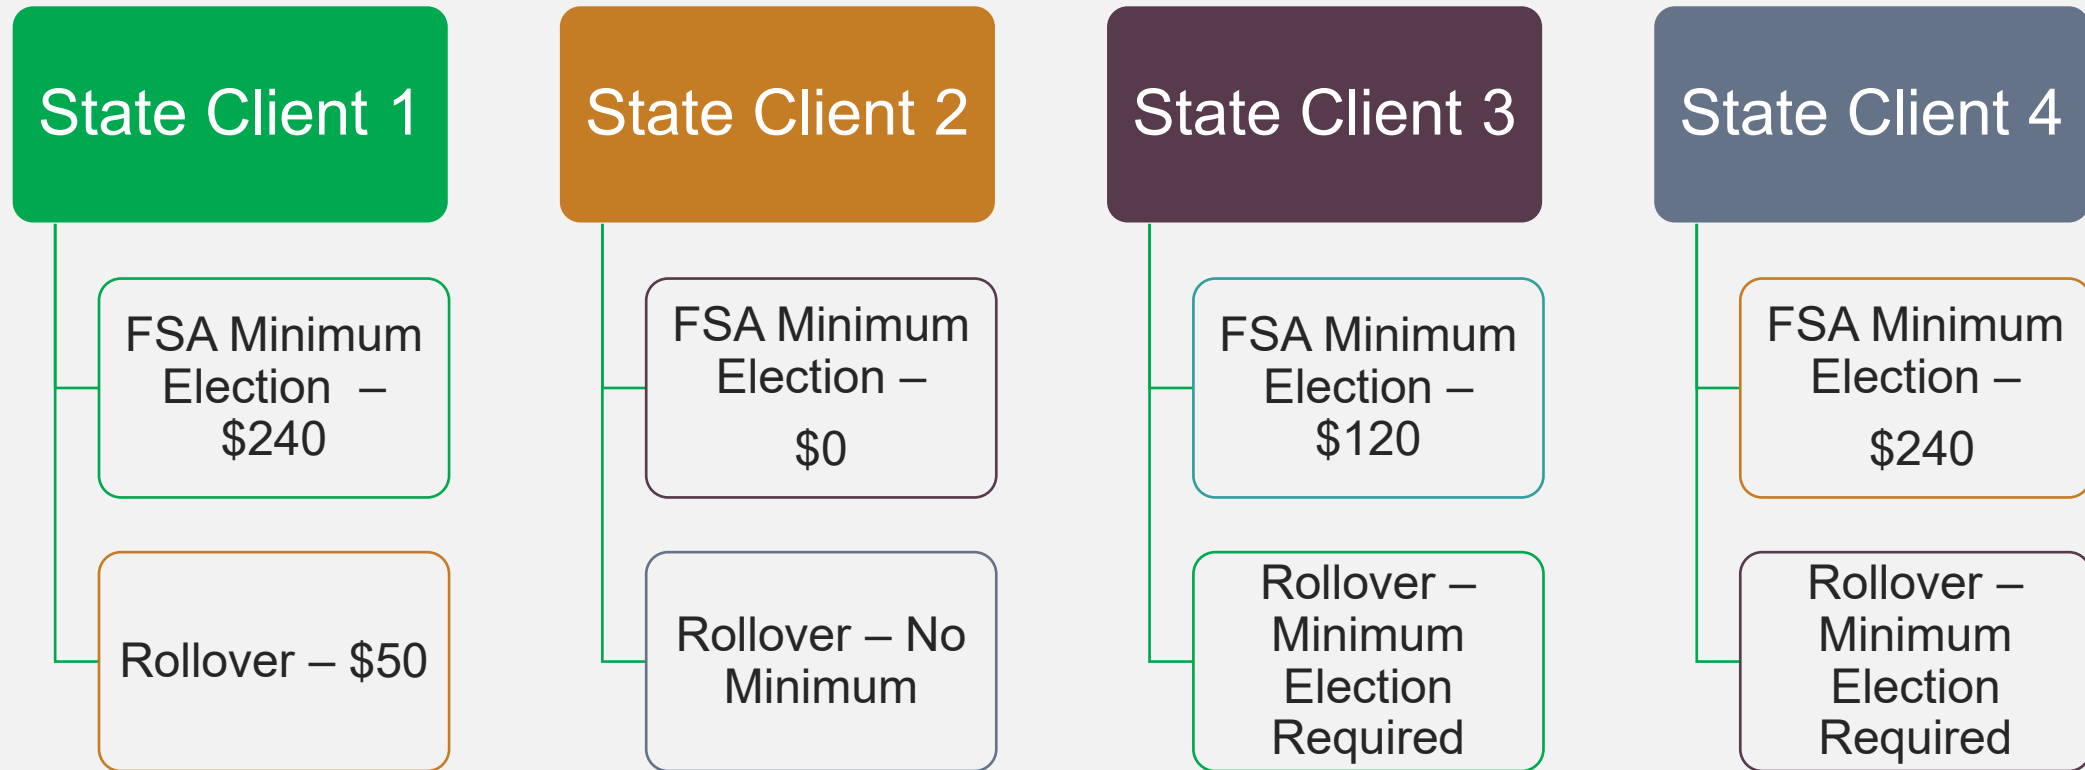 State Client 1
FSA Minimum
Election –
$240
Rollover – $50
State Client 2
FSA Minimum
Election –
$0
Rollover – No
Minimum
State Client 3
FSA Minimum
Election –
$120
Rollover –
Minimum
Election
Required
State Client 4
FSA Minimum
Election –
$240
Rollover –
Minimum
Election
Required